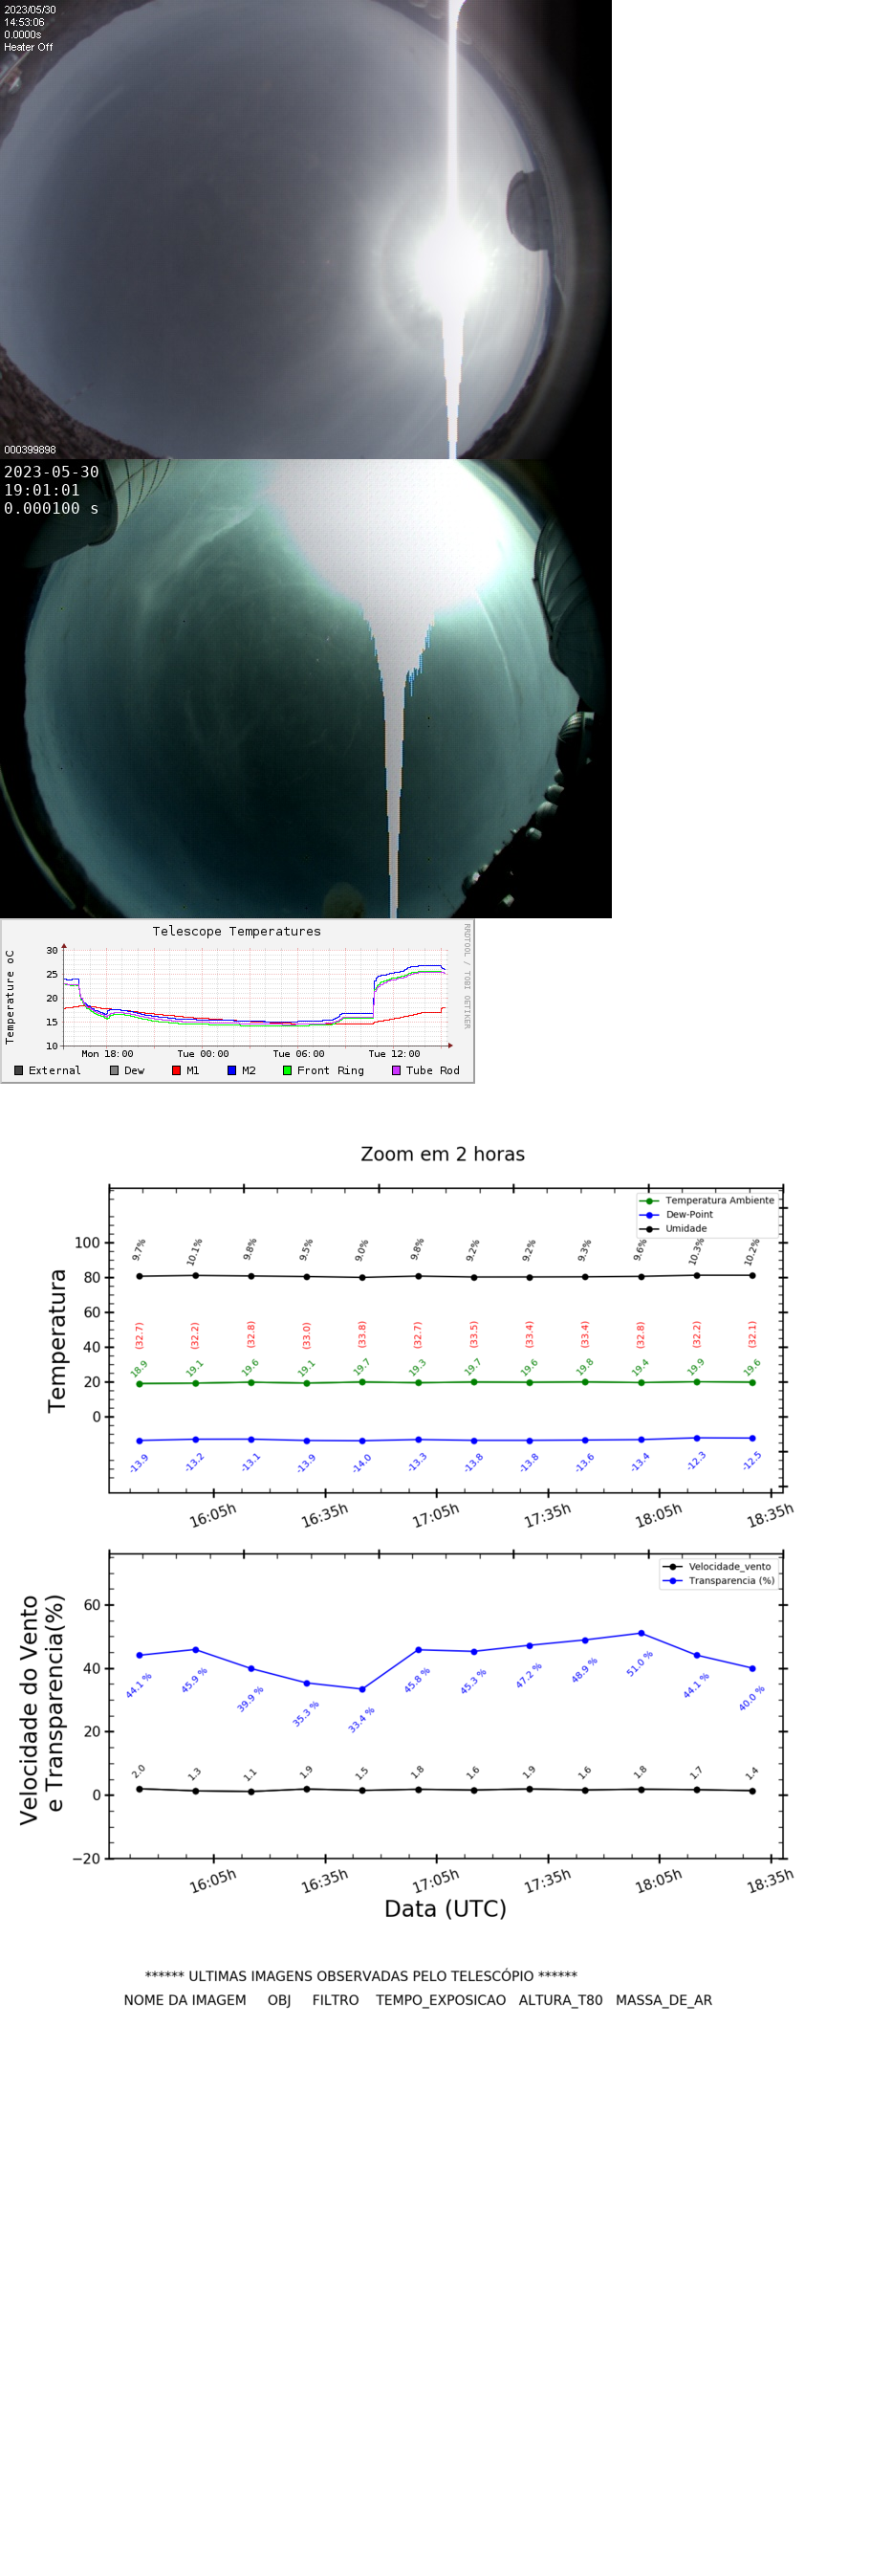 2023/05/30
14:53:06
0.0000s
Heater Off
000399898
2023-05-30
19:01:01
0.000100 s
Telescope Temperatures
RRDTOOL / TOBI OETIKER
Temperature oC
30
25
20
15
10
Mon 18:00 Tue 00:00 Tue 06:00 Tue 12:00
External Dew M1 M2 Front Ring Tube Rod
Zoom em 2 horas
Temperatura Ambiente
Dew-Point
Umidade
Temperatura
100
80
60
40
20
0
9.7% 10.1% 9.8% 9.5% 9.0% 9.8% 9.2% 9.2% 9.3% 9.6% 10.3% 10.2%
(32.7) (32.2) (32.8) (33.0) (33.8) (32.7) (33.5) (33.4) (33.4) (32.8) (32.2) (32.1)
18.9 19.1 19.6 19.1 19.7 19.3 19.7 19.6 19.8 19.4 19.9 19.6
-13.9 -13.2 -13.1 -13.9 -14.0 -13.3 -13.8 -13.8 -13.6 -13.4 -12.3 -12.5
16:05h 16:35h 17:05h 17:35h 18:05h 18:35h
Velocidade_vento
Transparencia (%)
Velocidade do Vento
e Transparencia(%)
60
40
20
0
−20
44.1 % 45.9 % 39.9 % 35.3 % 33.4 % 45.8 % 45.3 % 47.2 % 48.9 % 51.0 % 44.1 % 40.0 %
2.0 1.3 1.1 1.9 1.5 1.8 1.6 1.9 1.6 1.8 1.7 1.4
16:05h 16:35h 17:05h 17:35h 18:05h 18:35h
Data (UTC)
****** ULTIMAS IMAGENS OBSERVADAS PELO TELESCÓPIO ******
NOME DA IMAGEM OBJ FILTRO TEMPO_EXPOSICAO ALTURA_T80 MASSA_DE_AR